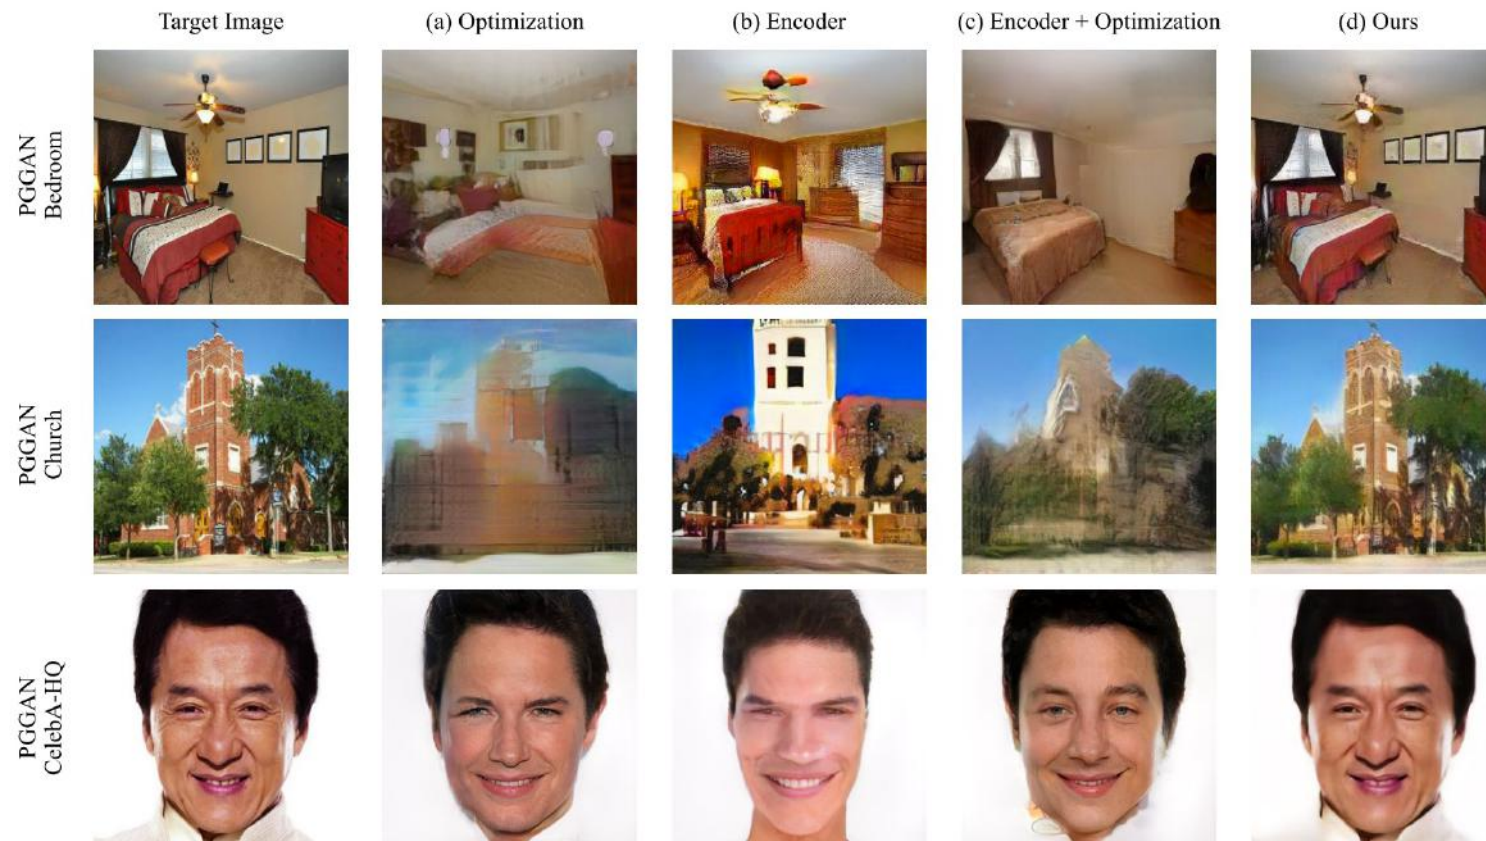 Target Image
(a) Optimization
(b) Encoder
(c) Encoder + Optimization
(d) Ours
PGGAN
Bedroom
PGGAN
Church
PGGAN
CelebA-HQ